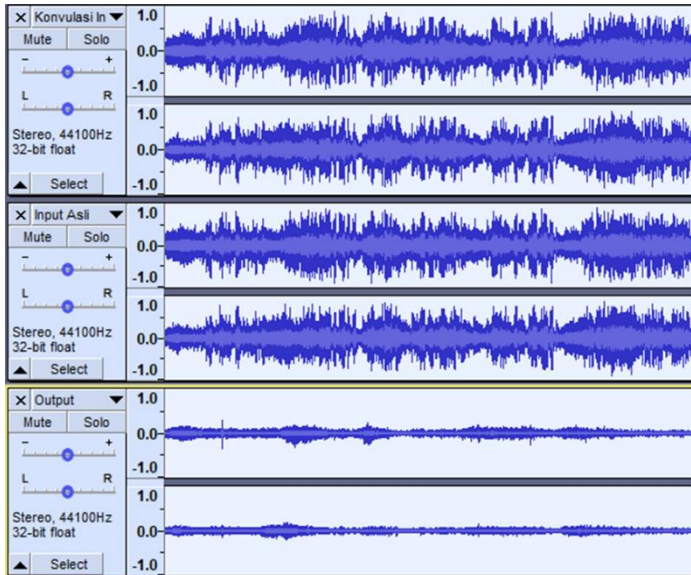 Konvulasi In
Mute Solo
- +
L R
Stereo, 44100Hz
32-bit float
Select
1.0
0.0-
-1.0
1.0
0.0-
-1.0
Input Asli
Mute Solo
- +
L R
Stereo, 44100Hz
32-bit float
Select
1.0
0.0-
-1.0
1.0
0.0-
-1.0
Output
Mute Solo
- +
L R
Stereo, 44100Hz
32-bit float
Select
1.0
0.0-
-1.0
1.0
0.0-
-1.0